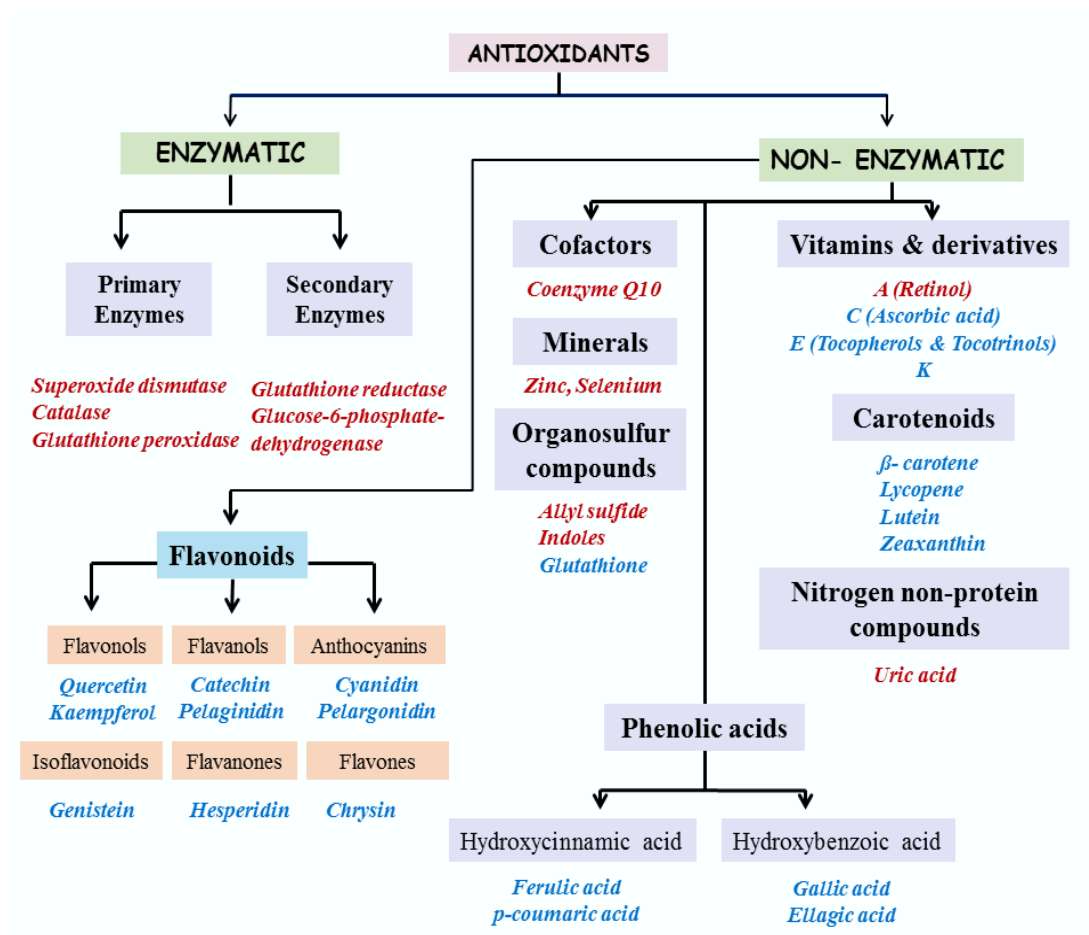 ANTIOXIDANTS
ENZYMATIC
NON- ENZYMATIC
Primary
Enzymes
Secondary
Enzymes
Superoxide dismutase
Catalase
Glutathione peroxidase
Glutathione reductase
Glucose-6-phosphate-
dehydrogenase
Cofactors
Coenzyme Q10
Minerals
Zinc, Selenium
Organosulfur
compounds
Allyl sulfide
Indoles
Glutathione
Vitamins & derivatives
A (Retinol)
C (Ascorbic acid)
E (Tocopherols & Tocotrinols)
K
Carotenoids
ß- carotene
Lycopene
Lutein
Zeaxanthin
Nitrogen non-protein
compounds
Uric acid
Flavonoids
Flavonols
Quercetin
Kaempferol
Flavanols
Catechin
Pelaginidin
Anthocyanins
Cyanidin
Pelargonidin
Isoflavonoids
Genistein
Flavanones
Hesperidin
Flavones
Chrysin
Phenolic acids
Hydroxycinnamic acid
Ferulic acid
p-coumaric acid
Hydroxybenzoic acid
Gallic acid
Ellagic acid